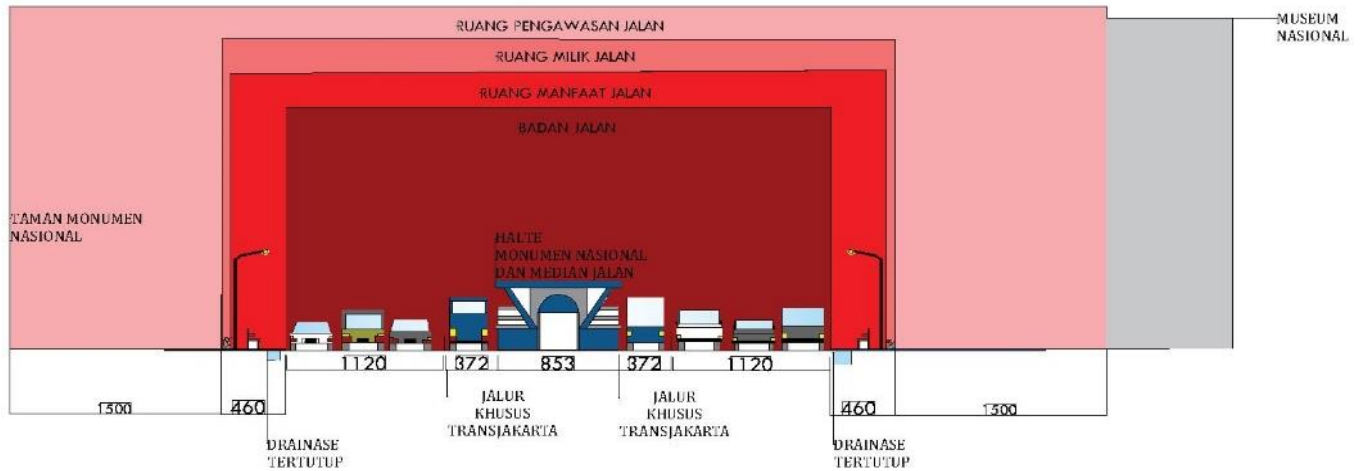 RUANG PENGAWASAN JALAN
MUSEUM
NASIONAL
RUANG MILIK JALAN
RUANG MANFAAT JALAN
BADAN JALAN
TAMAN MONUMEN
NASIONAL
HALTE
MONUMEN NASIONAL
DAN MEDIAN JALAN
1120
372
853
372
1120
1500
460
460
1500
JALUR
KHUSUS
TRANSJAKARTA
JALUR
KHUSUS
TRANSJAKARTA
DRAINASE
TERTUTUP
DRAINASE
TERTUTUP